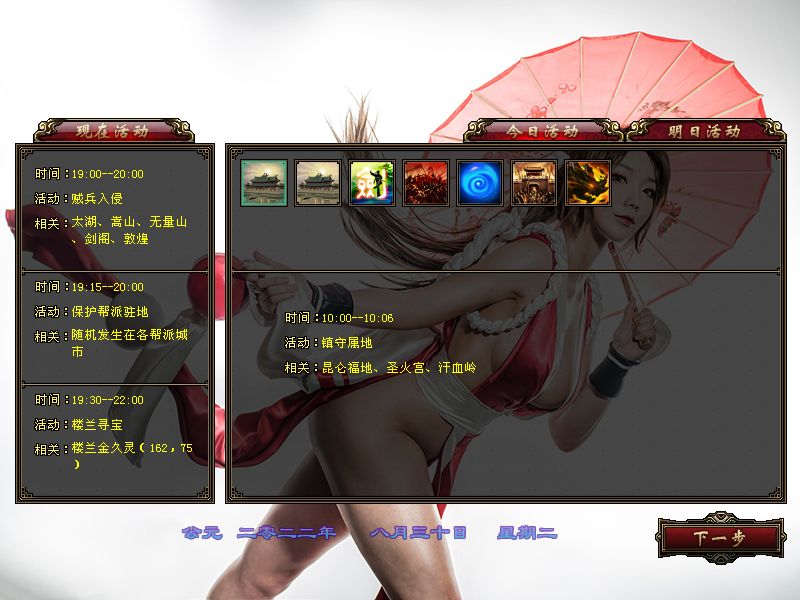 现在活动
今日活动
明日活动
时间：19:00--20:00
活动：贼兵入侵
相关：太湖、嵩山、无量山
、剑阁、敦煌
时间：19:15--20:00
活动：保护帮派驻地
相关：随机发生在各帮派城
市
时间：19:30--22:00
活动：楼兰寻宝
相关：楼兰金久灵（162，75
）
时间：10:00--10:06
活动：镇守属地
相关：昆仑福地、圣火宫、汗血岭
公元 二零二二年 八月三十日 星期二
下一步